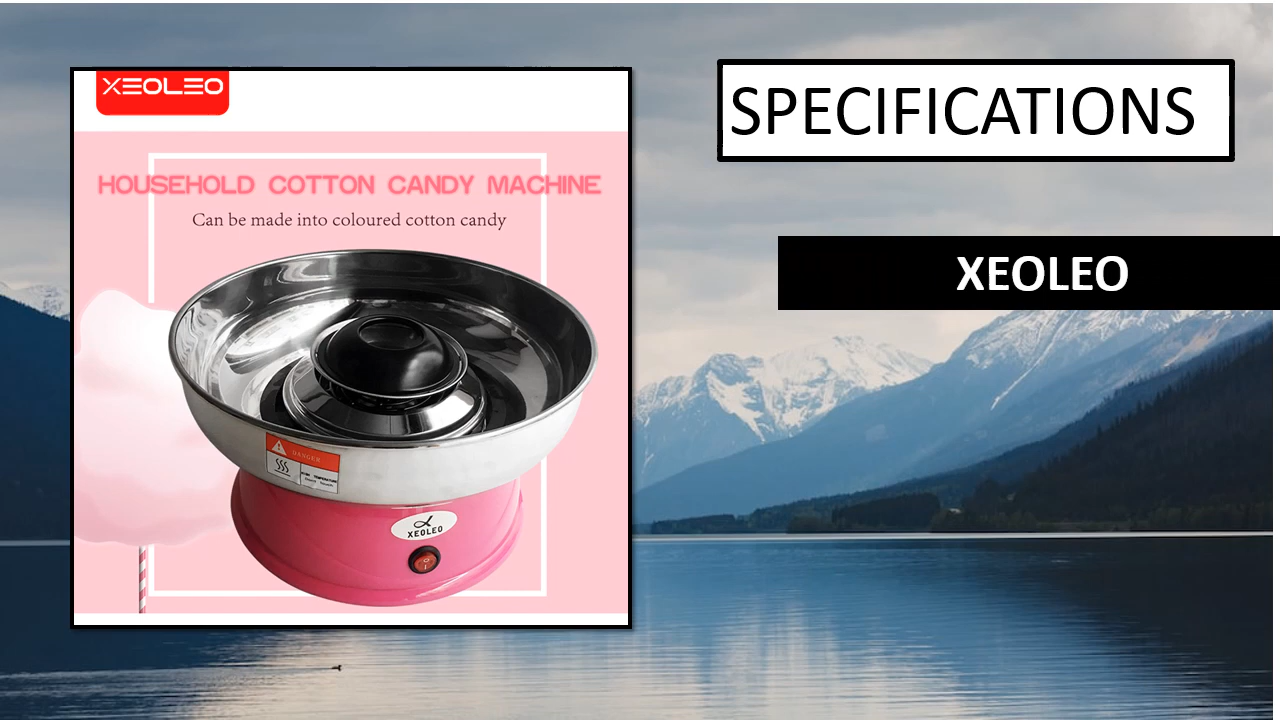 XEOLEO
HOUSEHOLD COTTON CANDY MACHINE
Can be made into coloured cotton candy
DANGER
XEOLEO
SPECIFICATIONS
XEOLEO